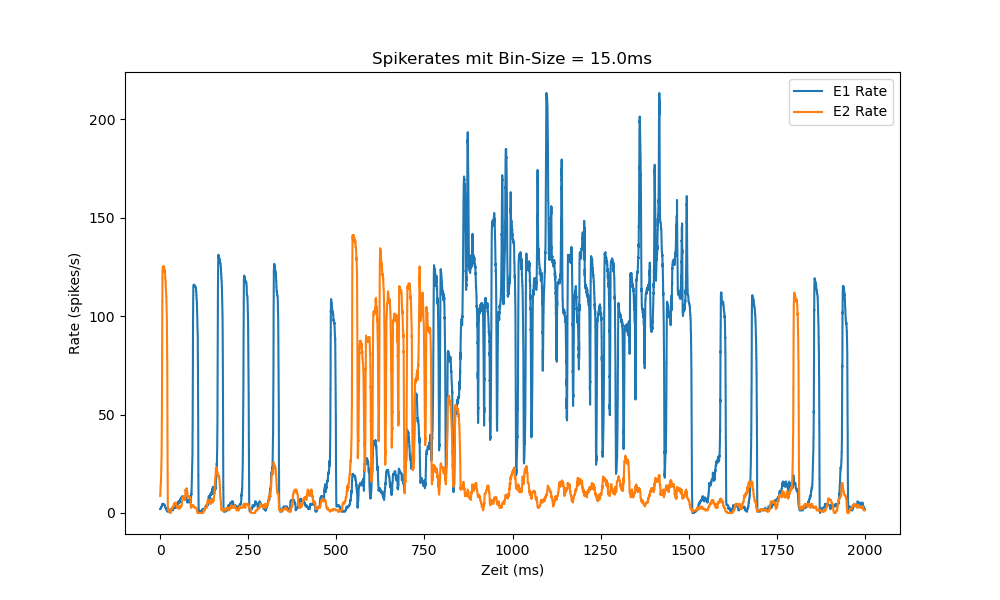 Spikerates mit Bin-Size = 15.0ms
E1 Rate
E2 Rate
Rate (spikes/s)
200
150
100
50
0
0 250 500 750 1000 1250 1500 1750 2000
Zeit (ms)